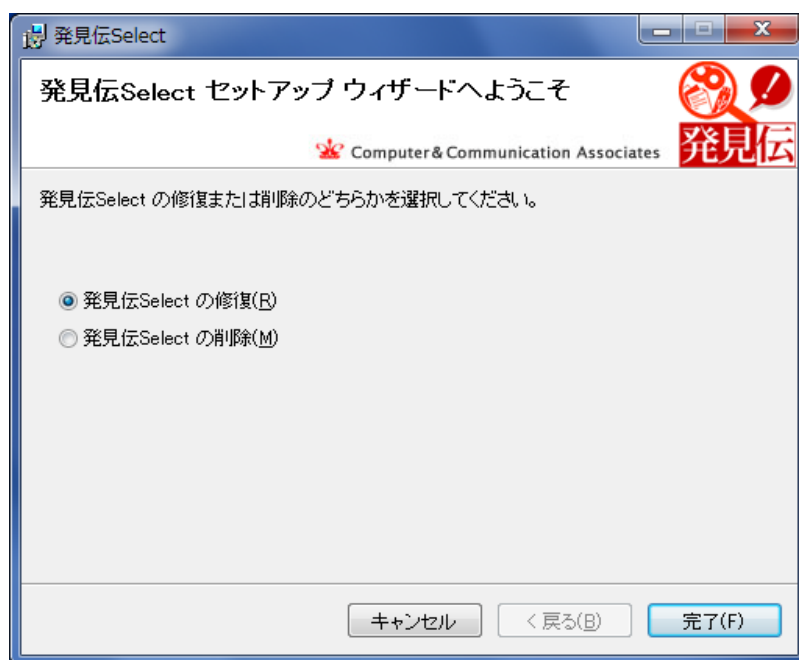 発見伝Select
発見伝Select セットアップ ウィザードへようこそ
Computer&Communication Associates
発見伝
発見伝Select の修復または削除のどちらかを選択してください。
発見伝Select の修復(R)
発見伝Select の削除(M)
キャンセル
< 戻る(B)
完了(F)